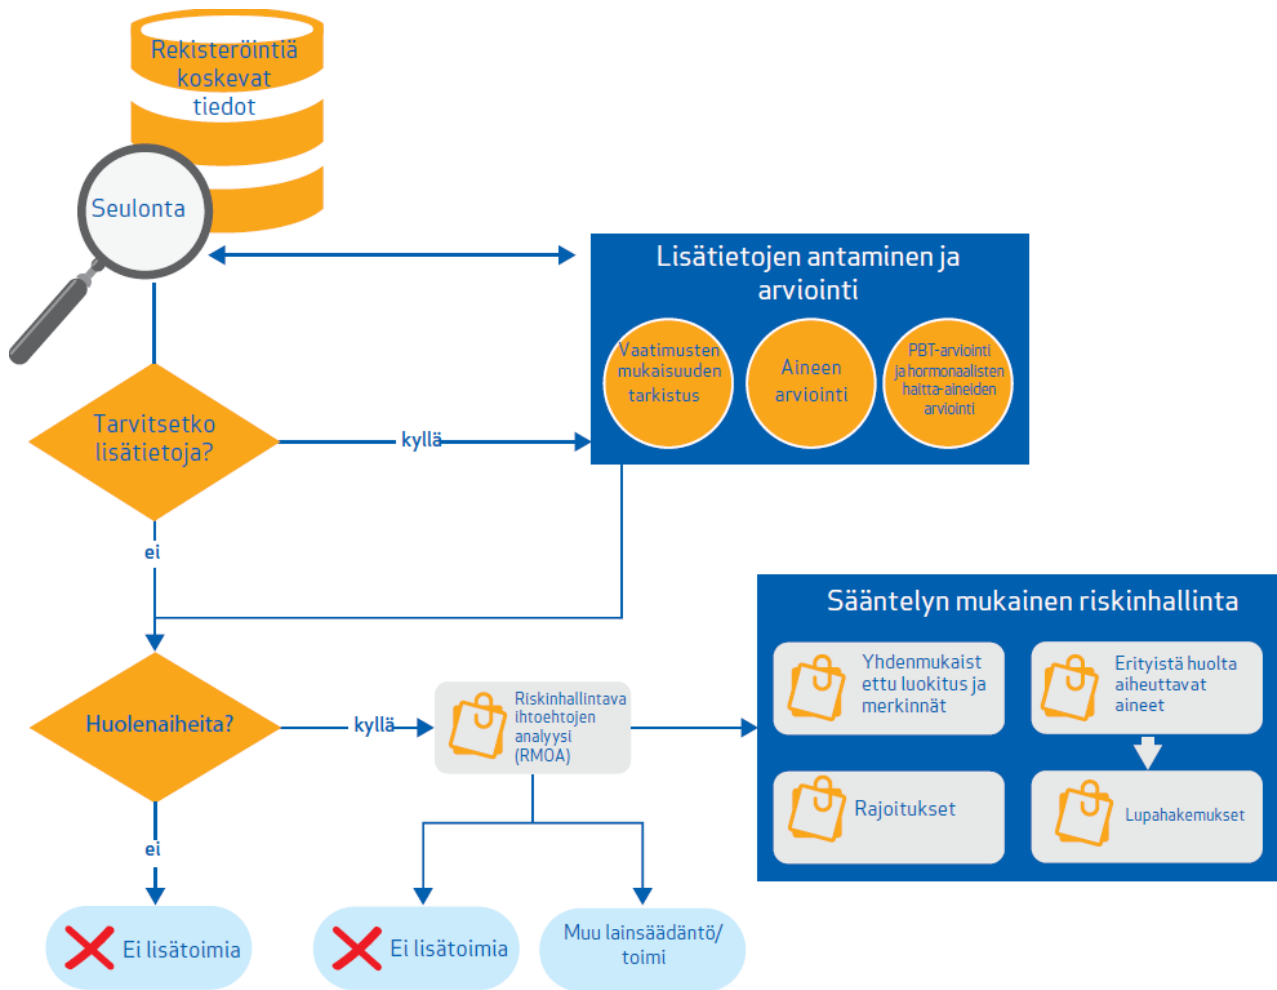 Rekisteröintiä
koskevat
tiedot
Seulonta
Lisätietojen antaminen ja
arviointi
Vaatimusten
mukaisuuden
tarkistus
Aineen
arviointi
PBT-arviointi
ja hormonaalisten
haitta-aineiden
arviointi
Tarvitsetko
lisätietoja?
kyllä
ei
Huolenaiheita?
kyllä
Riskinhallintava
ihtoehtojen
analyysi
(RMOA)
Sääntelyn mukainen riskinhallinta
Yhdenmukaist
ettu luokitus ja
merkinnät
Erityistä huolta
aiheuttavat
aineet
Rajoitukset
Lupahakemukset
ei
Ei lisätoimia
Ei lisätoimia
Muu lainsäädäntö/
toimi